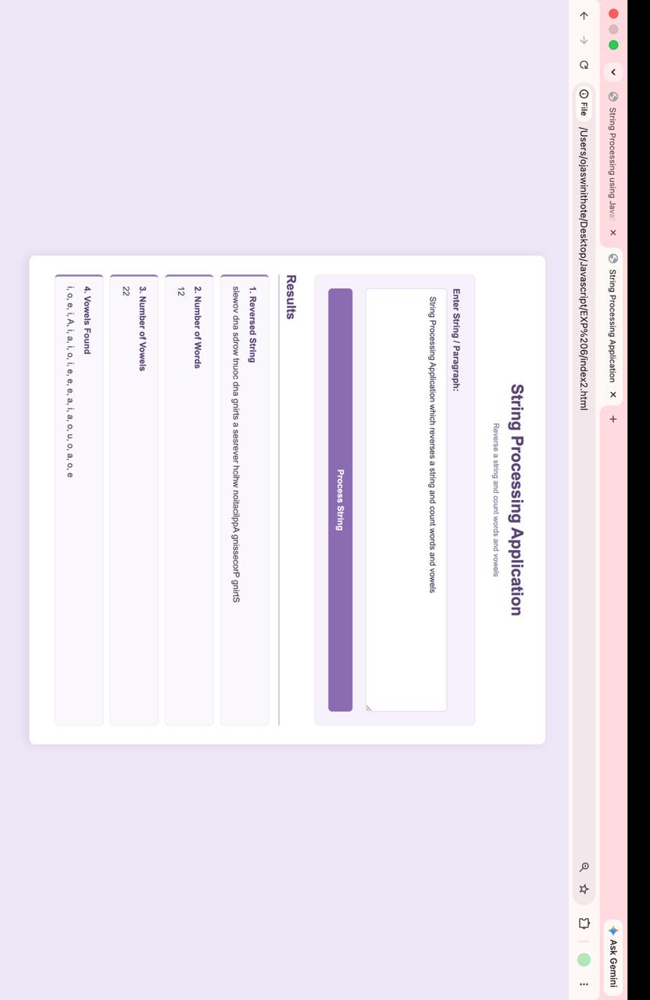 String Processing using Java
String Processing Application
Ask Gemini
File
/Users/ojaswinithote/Desktop/Javascript/EXP%206/index2.html
String Processing Application
Reverse a string and count words and vowels
Enter String / Paragraph:
String Processing Application which reverses a string and count words and vowels
Process String
Results
1. Reversed String
slewov dna sdrow tnuoc dna gnirts a sesrever hcihw noitacilppA gnissecorP gnirtS
2. Number of Words
12
3. Number of Vowels
22
4. Vowels Found
i, o, e, i, A, i, a, i, o, i, e, e, e, a, i, a, o, u, o, a, o, e